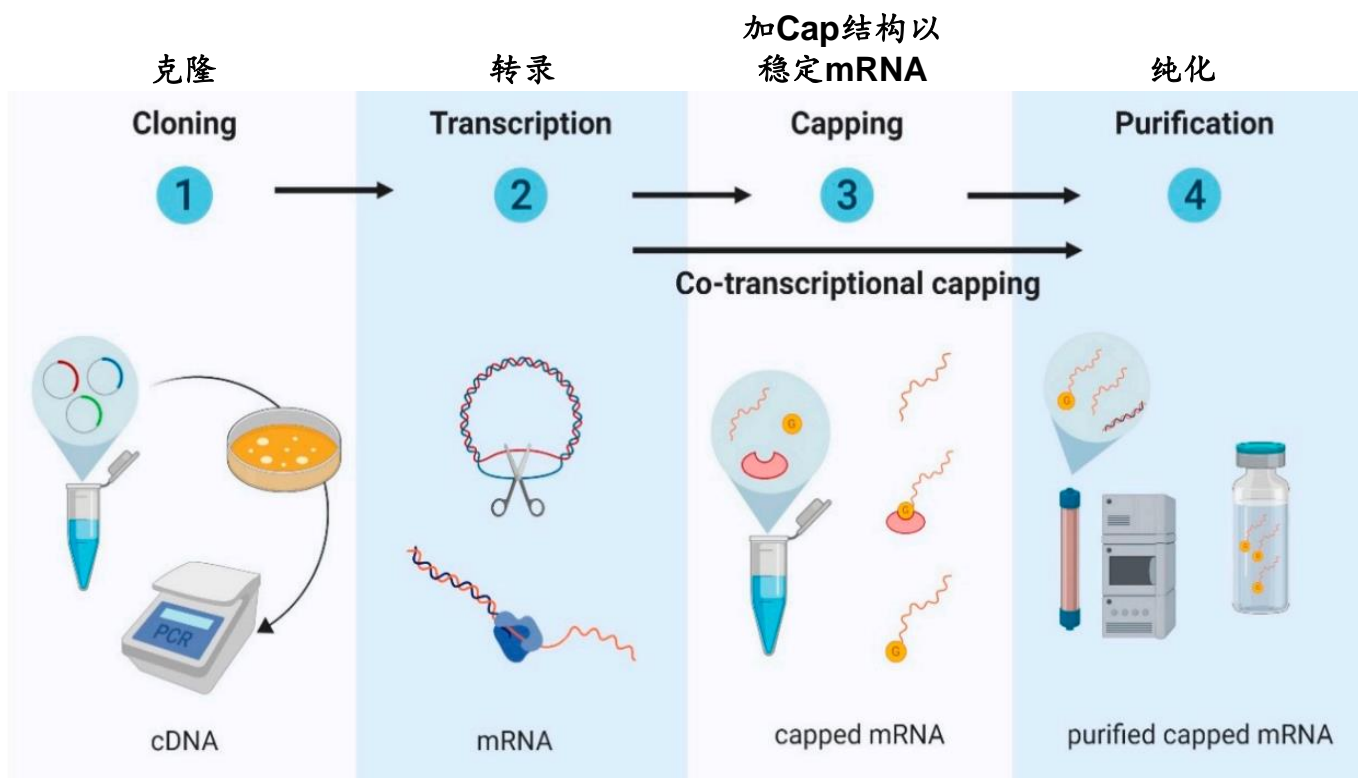 克隆
转录
加Cap结构以
稳定mRNA
纯化
Cloning
Transcription
Capping
Purification
1
2
3
4
Co-transcriptional capping
G
G
G
G
PCR
G
G
G
cDNA
mRNA
capped mRNA
purified capped mRNA